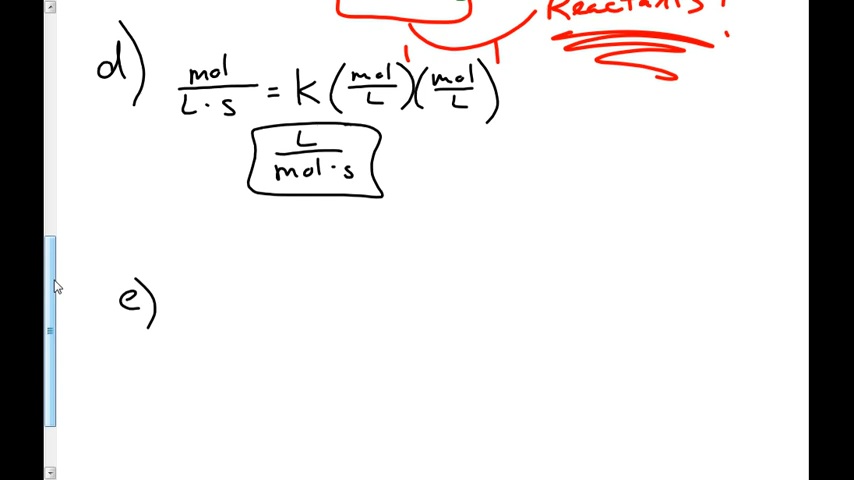 Reactants!
d) mol/L·s = K (mol/L)(mol/L)
L/mol·s
e)